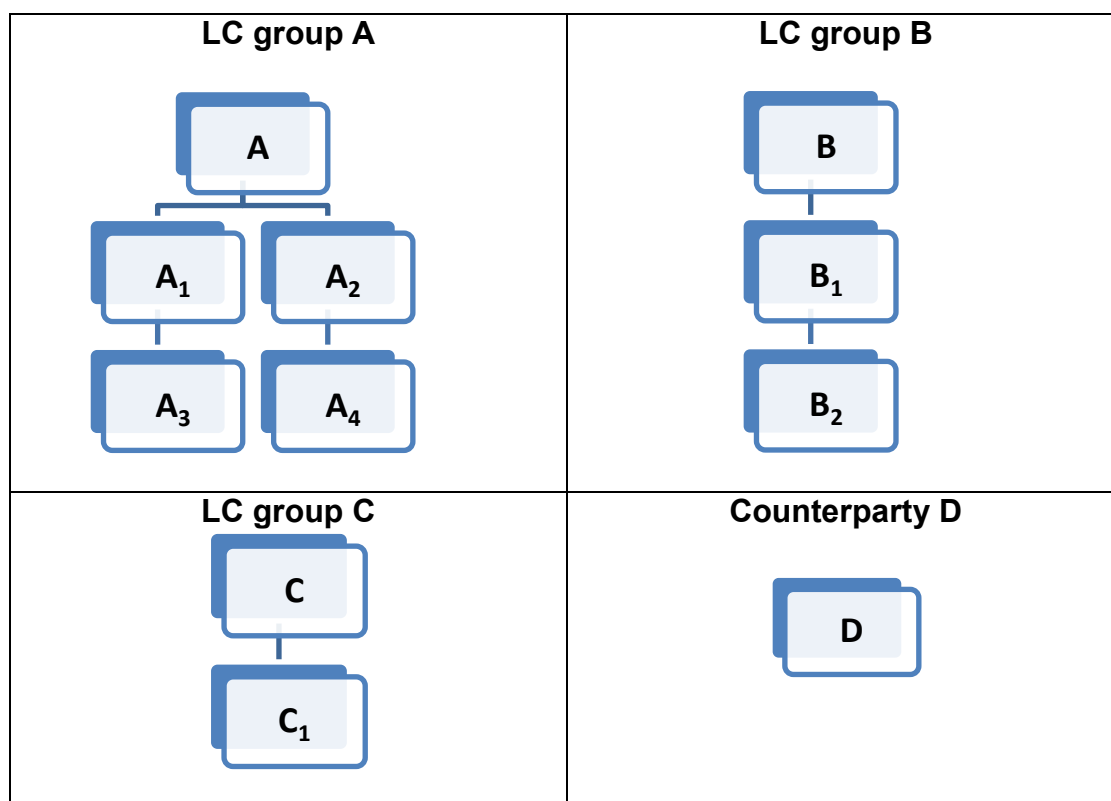 LC group A
A
A₁
A₂
A₃
A₄
LC group B
B
B₁
B₂
LC group C
C
C₁
Counterparty D
D